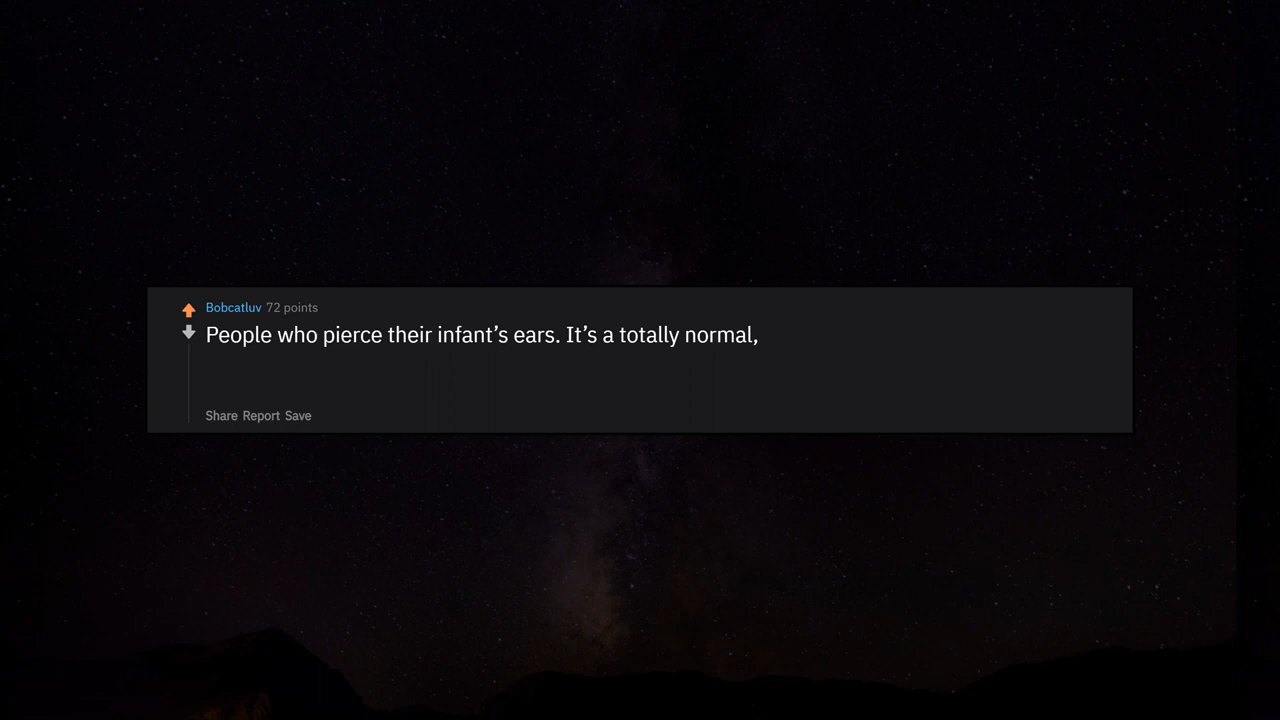 Bobcatluv 72 points
People who pierce their infant’s ears. It’s a totally normal,
Share Report Save